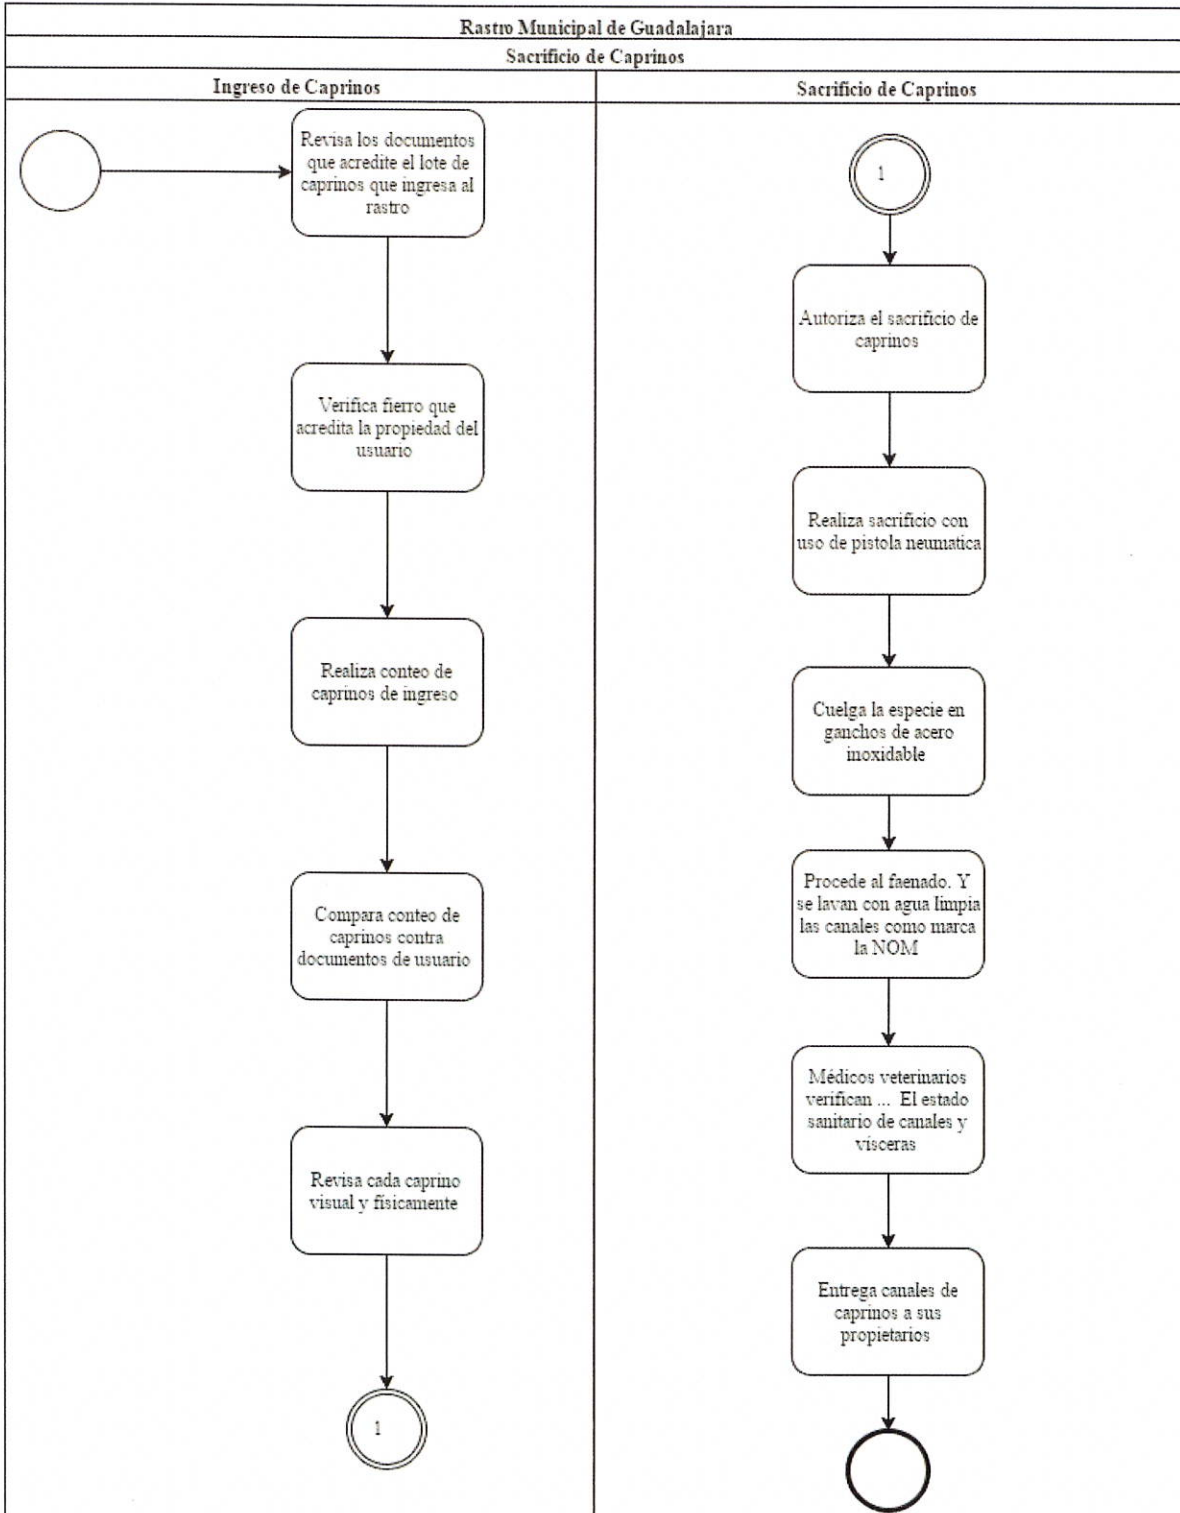 Rastro Municipal de Guadalajara
Sacrificio de Caprinos
Ingreso de Caprinos
Revisa los documentos
que acredite el lote de
caprinos que ingresa al
rastro
Verifica fierro que
acredita la propiedad del
usuario
Realiza conteo de
caprinos de ingreso
Compara conteo de
caprinos contra
documentos de usuario
Revisa cada caprino
visual y físicamente
1
Sacrificio de Caprinos
1
Autoriza el sacrificio de
caprinos
Realiza sacrificio con
uso de pistola neumatica
Cuelga la especie en
ganchos de acero
inoxidable
Procede al faenado. Y
se lavan con agua limpia
las canales como marca
la NOM
Médicos veterinarios
verifican ... El estado
sanitario de canales y
visceras
Entrega canales de
caprinos a sus
propietarios